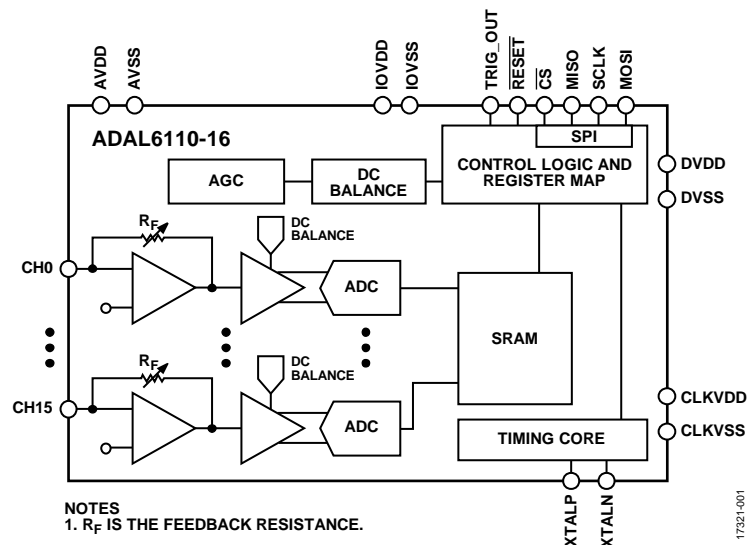 AVDD
AVSS
IOVDD
IOVSS
TRIG_OUT
RESET
CS
MISO
SCLK
MOSI
ADAL6110-16
SPI
CONTROL LOGIC AND
REGISTER MAP
AGC
DC
BALANCE
DVDD
DVSS
RF
DC
BALANCE
CH0
ADC
SRAM
RF
DC
BALANCE
CH15
ADC
CLKVDD
CLKVSS
TIMING CORE
XTALP
XTALN
NOTES
1. RF IS THE FEEDBACK RESISTANCE.
17321-001